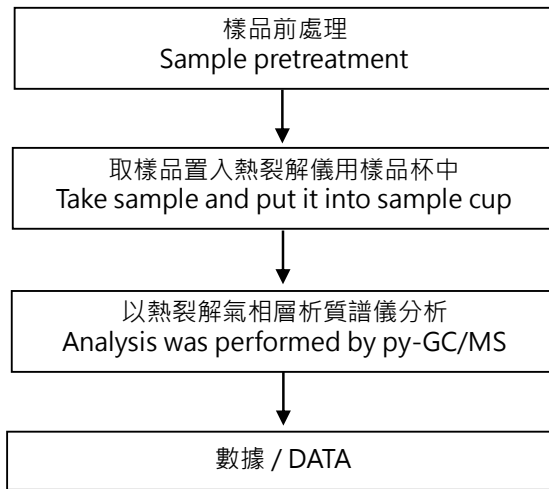 樣品前處理
Sample pretreatment
取樣品置入熱裂解儀用樣品杯中
Take sample and put it into sample cup
以熱裂解氣相層析質譜儀分析
Analysis was performed by py-GC/MS
數據 / DATA